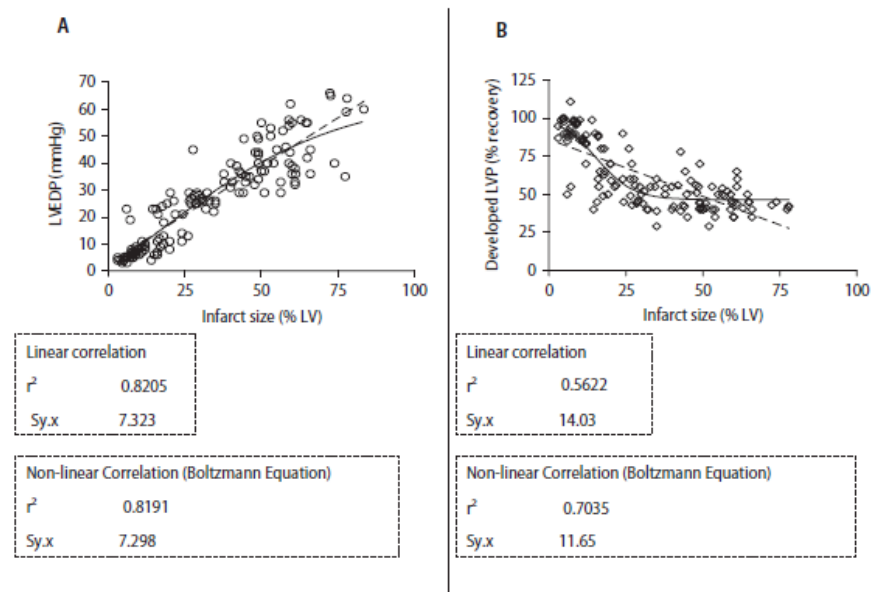 A
70
60
50
40
30
20
10
0
LVEDP (mmHg)
0 25 50 75 100
Infarct size (% LV)
Linear correlation
r² 0.8205
Sy.x 7.323
Non-linear Correlation (Boltzmann Equation)
r² 0.8191
Sy.x 7.298
B
125
100
75
50
25
0
Developed LVP (% recovery)
0 25 50 75 100
Infarct size (% LV)
Linear correlation
r² 0.5622
Sy.x 14.03
Non-linear Correlation (Boltzmann Equation)
r² 0.7035
Sy.x 11.65